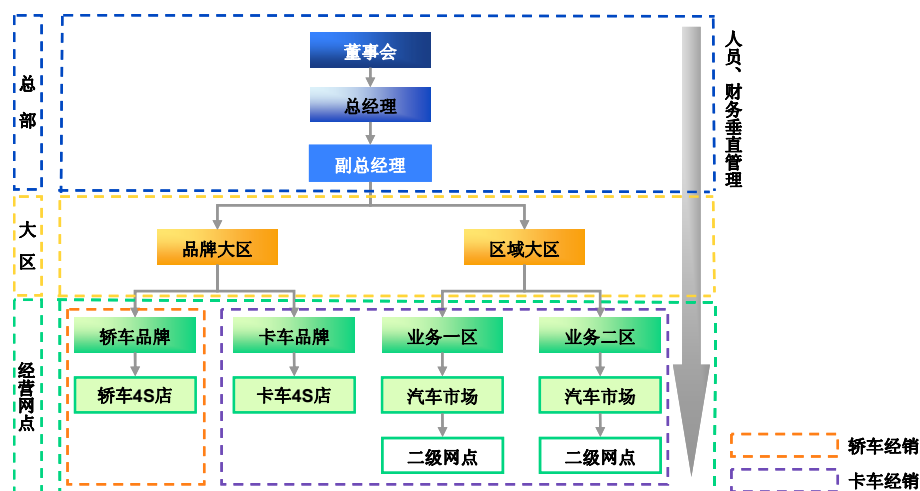 总部
董事会
总经理
副总经理
人员、财务垂直管理
大区
品牌大区
区域大区
经营网点
轿车品牌
卡车品牌
业务一区
业务二区
轿车4S店
卡车4S店
汽车市场
汽车市场
二级网点
二级网点
轿车经销
卡车经销